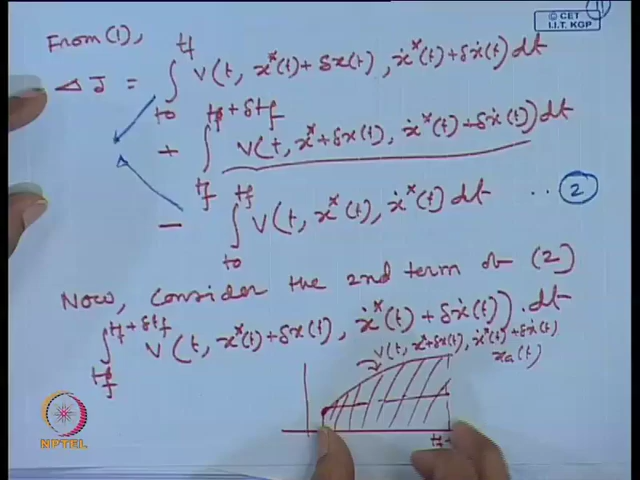 © CET
I.I.T. KGP
11
From (1),
ΔJ = ∫_{t0}^{tf} V(t, x*(t) + δx(t), ẋ*(t) + δẋ(t)) dt
+ ∫_{tf}^{tf + δtf} V(t, x* + δx(t), ẋ*(t) + δẋ(t)) dt
− ∫_{t0}^{tf} V(t, x*(t), ẋ*(t)) dt .. (2)
Now, consider the 2nd term of (2)
∫_{tf}^{tf + δtf} V(t, x*(t) + δx(t), ẋ*(t) + δẋ(t)) . dt
V(t, x* + δx(t), ẋ*(t) + δẋ(t)
xa(t)
NPTEL